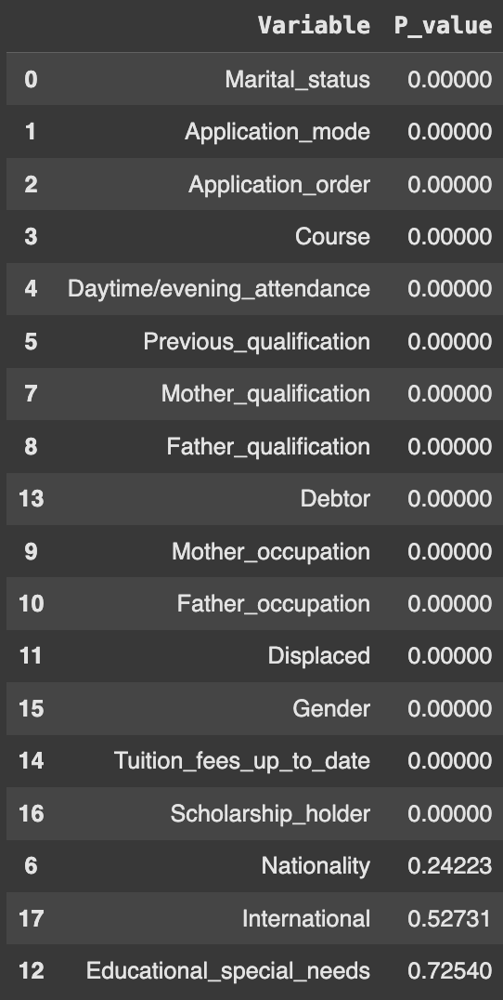 Variable P_value
0 Marital_status 0.00000
1 Application_mode 0.00000
2 Application_order 0.00000
3 Course 0.00000
4 Daytime/evening_attendance 0.00000
5 Previous_qualification 0.00000
7 Mother_qualification 0.00000
8 Father_qualification 0.00000
13 Debtor 0.00000
9 Mother_occupation 0.00000
10 Father_occupation 0.00000
11 Displaced 0.00000
15 Gender 0.00000
14 Tuition_fees_up_to_date 0.00000
16 Scholarship_holder 0.00000
6 Nationality 0.24223
17 International 0.52731
12 Educational_special_needs 0.72540